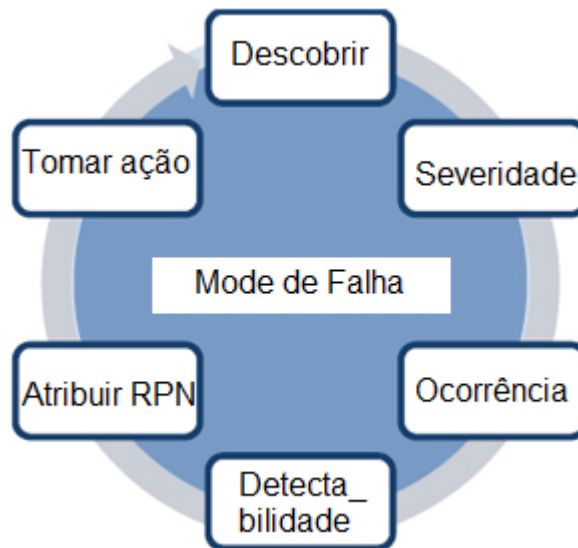 Descobrir
Severidade
Ocorrência
Detecta_
bilidade
Atribuir RPN
Tomar ação
Mode de Falha